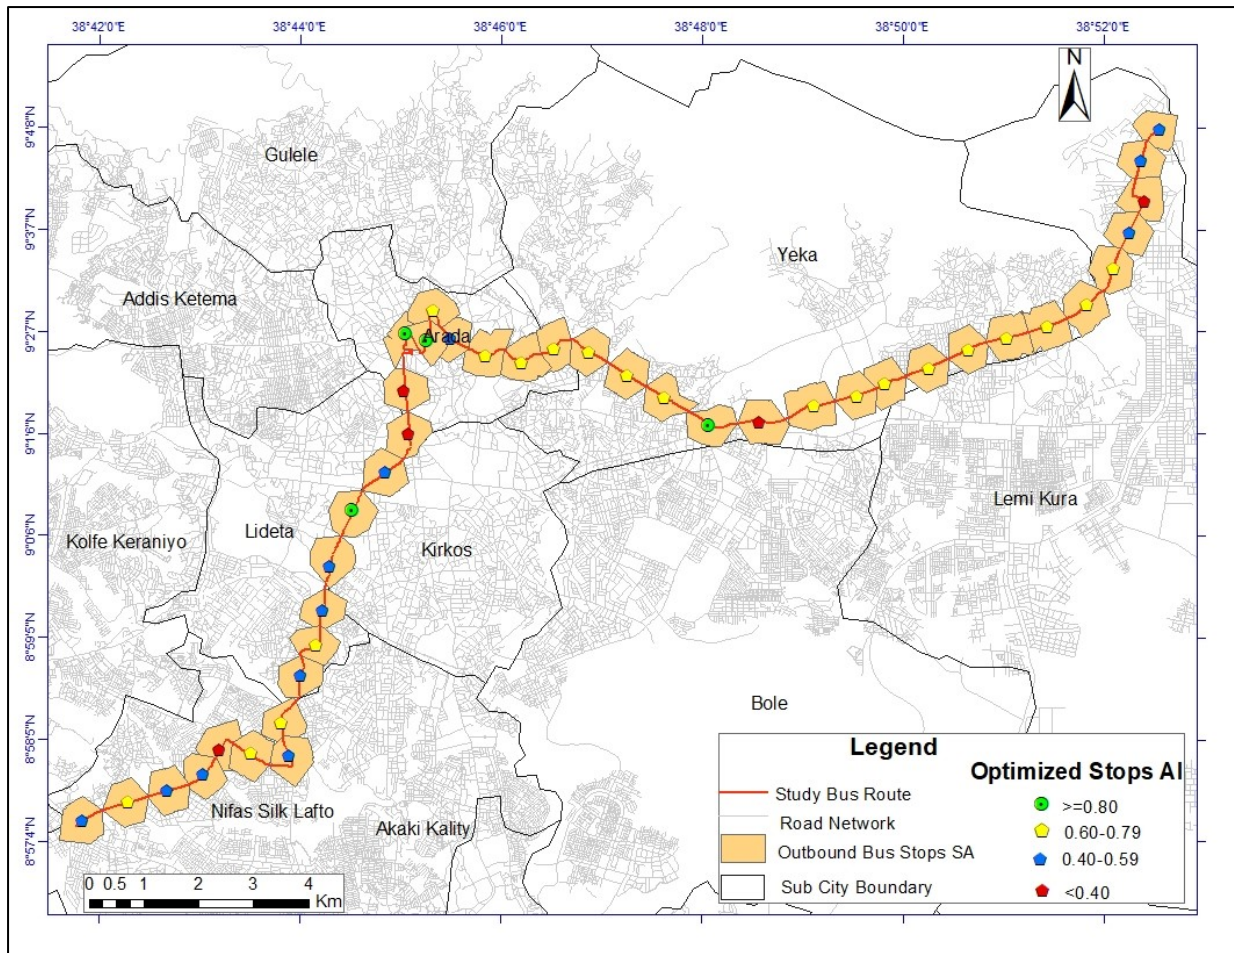 38°42'0"E 38°44'0"E 38°46'0"E 38°48'0"E 38°50'0"E 38°52'0"E
N
9°4'8"N
Gulele
9°3'7"N
Yeka
Addis Ketema
9°2'7"N
Arada
9°1'6"N
Lemi Kura
Lideta
Kolfe Keraniyo
9°0'6"N
Kirkos
8°59'5"N
Bole
8°58'5"N
Legend
Optimized Stops AI
Study Bus Route
>=0.80
Nifas Silk Lafto
Road Network
0.60-0.79
Akaki Kality
8°57'4"N
Outbound Bus Stops SA
0.40-0.59
Sub City Boundary
<0.40
0 0.5 1 2 3 4
Km